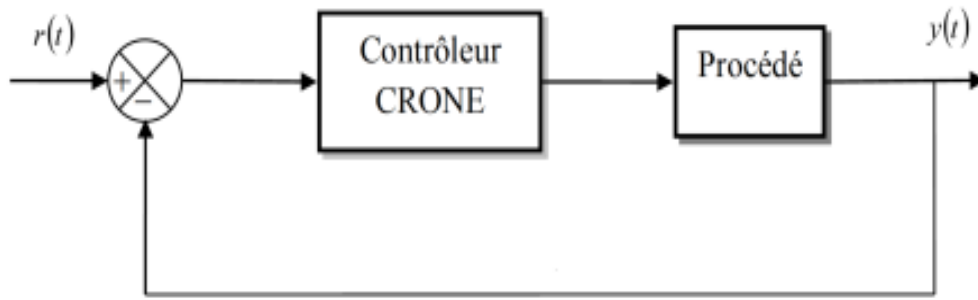 r(t)
+
−
Contrôleur
CRONE
Procédé
y(t)